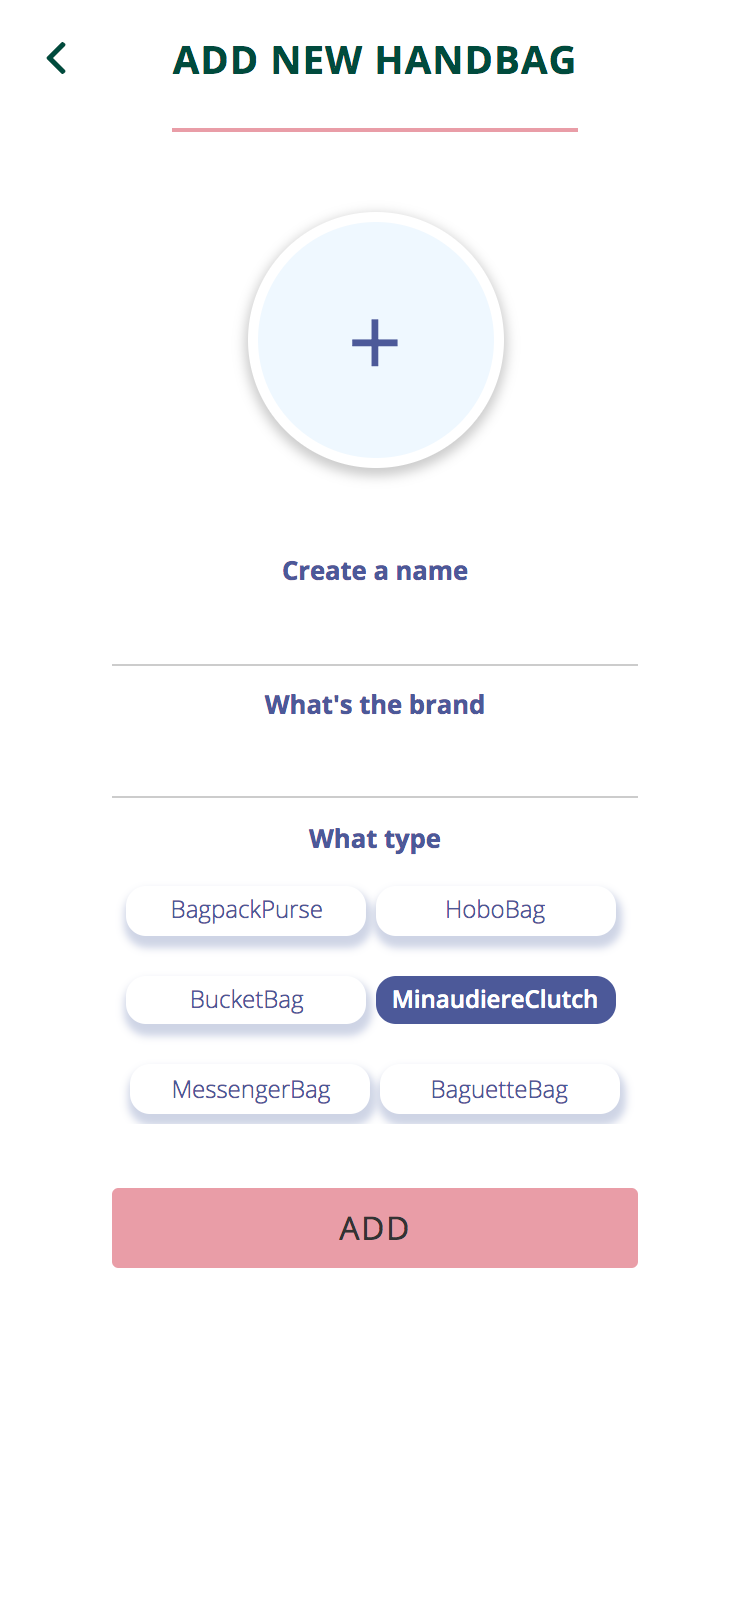 ADD NEW HANDBAG
+
Create a name
What's the brand
What type
BagpackPurse HoboBag
BucketBag MinaudiereClutch
MessengerBag BaguetteBag
ADD